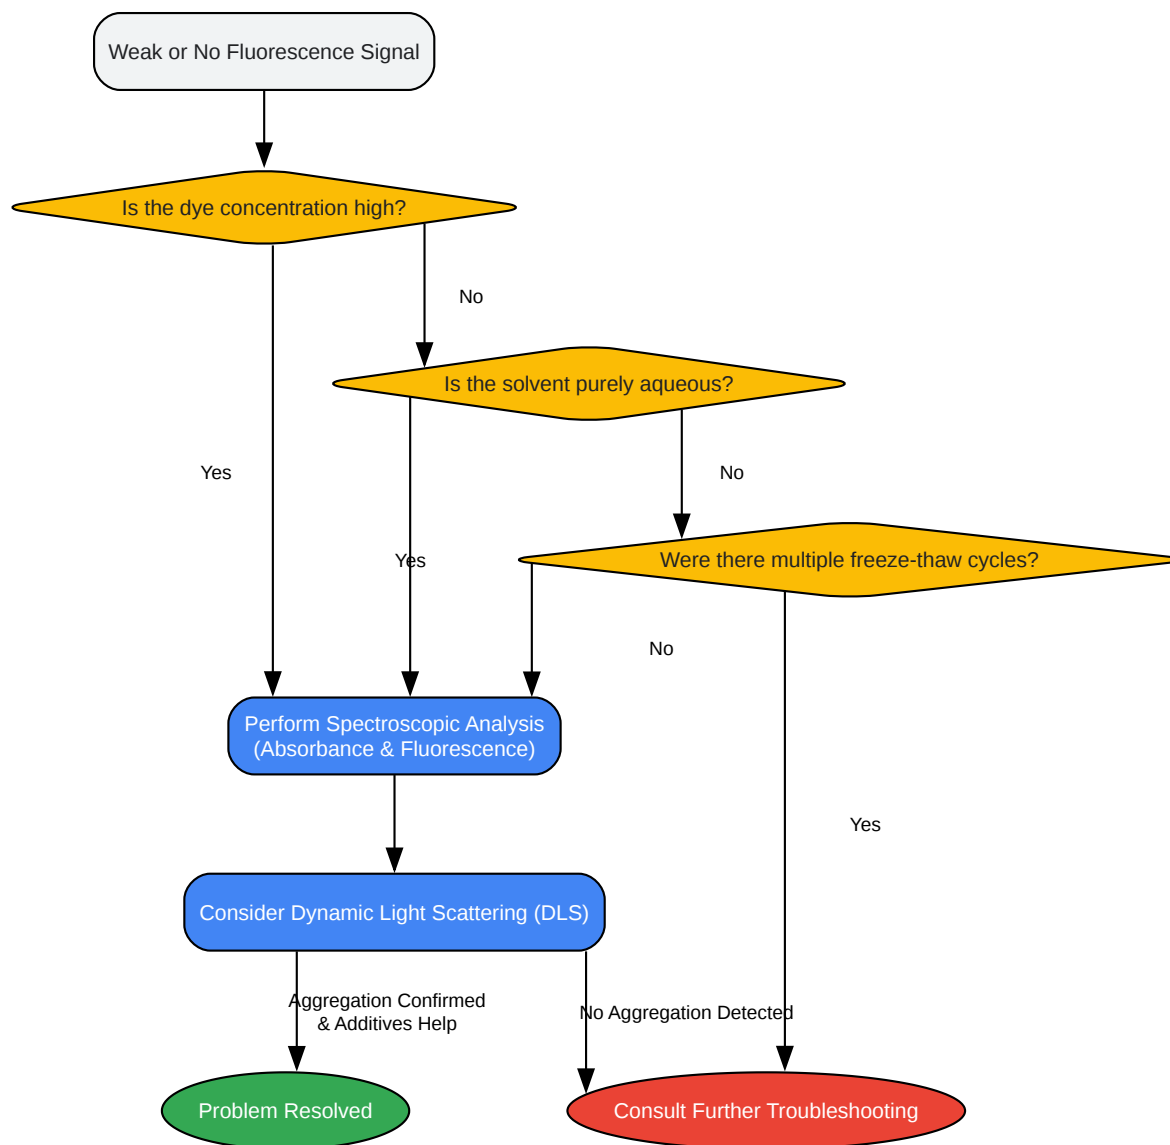 Weak or No Fluorescence Signal
Is the dye concentration high?
No
Is the solvent purely aqueous?
Yes
No
Yes
Were there multiple freeze-thaw cycles?
No
Perform Spectroscopic Analysis
(Absorbance & Fluorescence)
Yes
Consider Dynamic Light Scattering (DLS)
Aggregation Confirmed
& Additives Help
No Aggregation Detected
Problem Resolved
Consult Further Troubleshooting